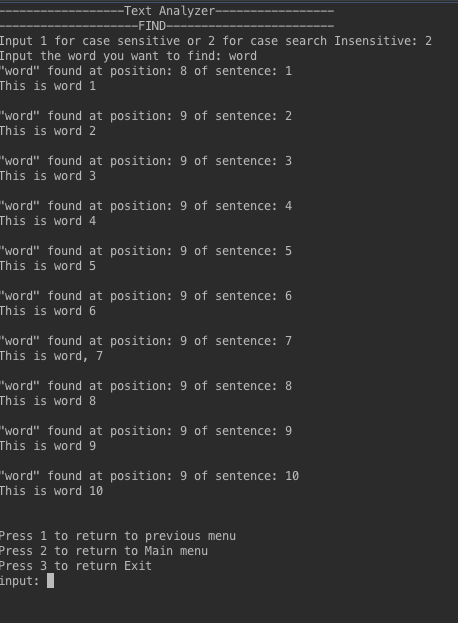 ------------------Text Analyzer-----------------
--------------------FIND------------------------
Input 1 for case sensitive or 2 for case search Insensitive: 2
Input the word you want to find: word
"word" found at position: 8 of sentence: 1
This is word 1
"word" found at position: 9 of sentence: 2
This is word 2
"word" found at position: 9 of sentence: 3
This is word 3
"word" found at position: 9 of sentence: 4
This is word 4
"word" found at position: 9 of sentence: 5
This is word 5
"word" found at position: 9 of sentence: 6
This is word 6
"word" found at position: 9 of sentence: 7
This is word, 7
"word" found at position: 9 of sentence: 8
This is word 8
"word" found at position: 9 of sentence: 9
This is word 9
"word" found at position: 9 of sentence: 10
This is word 10
Press 1 to return to previous menu
Press 2 to return to Main menu
Press 3 to return Exit
input: